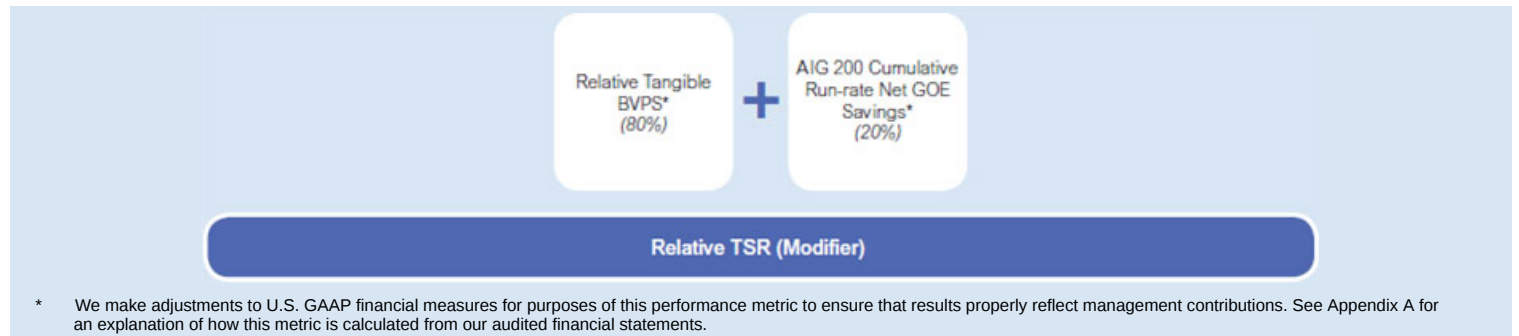 Relative Tangible
BVPS*
(80%)
+
AIG 200 Cumulative
Run-rate Net GOE
Savings*
(20%)
Relative TSR (Modifier)
* We make adjustments to U.S. GAAP financial measures for purposes of this performance metric to ensure that results properly reflect management contributions. See Appendix A for
an explanation of how this metric is calculated from our audited financial statements.